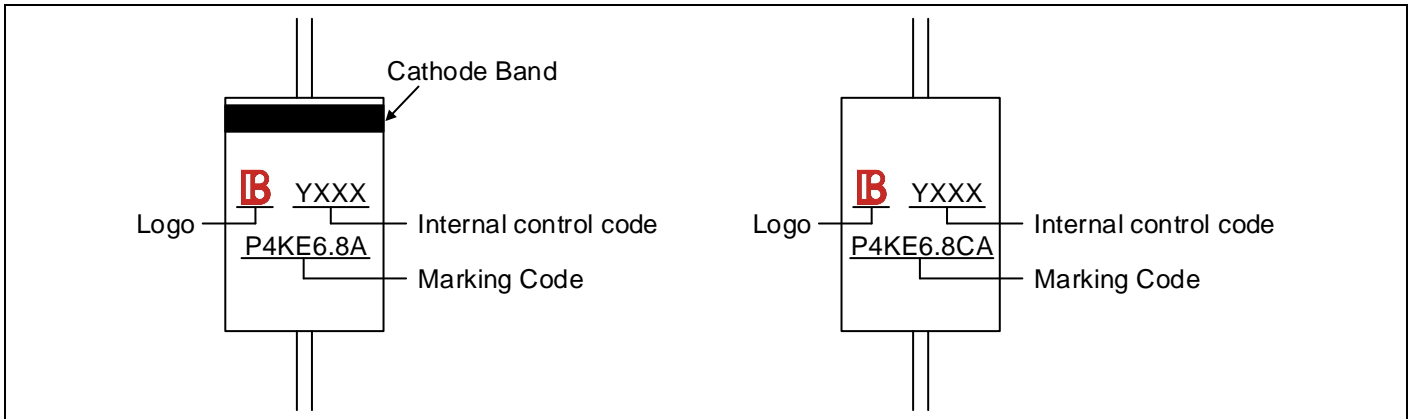 Cathode Band
B YXXX
Logo
Internal control code
P4KE6.8A
Marking Code
B YXXX
Logo
Internal control code
P4KE6.8CA
Marking Code